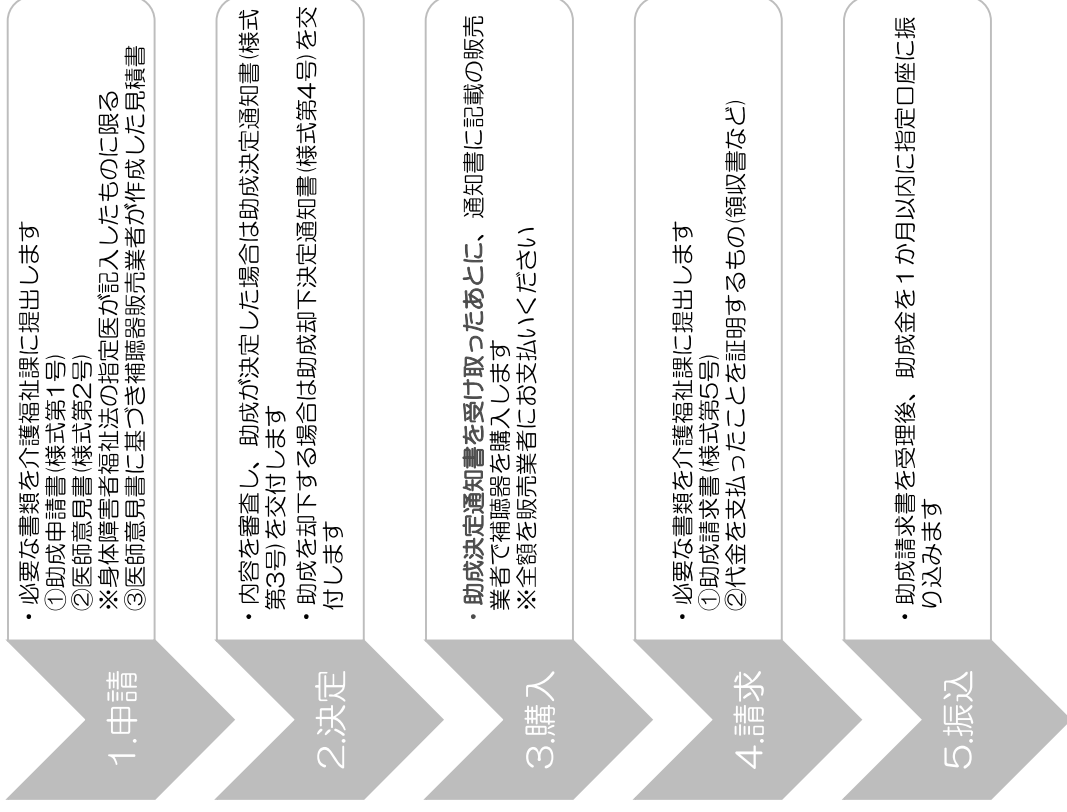 1.申請
・必要な書類を介護福祉課に提出します
①助成申請書(様式第1号)
②医師意見書(様式第2号)
※身体障害者福祉法の指定医が記入したものに限る
③医師意見書に基づき補聴器販売業者が作成した見積書
2.決定
・内容を審査し、助成が決定した場合は助成決定通知書(様式
第3号)を交付します
・助成を却下する場合は助成却下決定通知書(様式第4号)を交
付します
3.購入
・助成決定通知書を受け取ったあとに、通知書に記載の販売
業者で補聴器を購入します
※全額を販売業者にお支払いください
4.請求
・必要な書類を介護福祉課に提出します
①助成請求書(様式第5号)
②代金を支払ったことを証明するもの(領収書など)
5.振込
・助成請求書を受理後、助成金を1か月以内に指定口座に振
り込みます